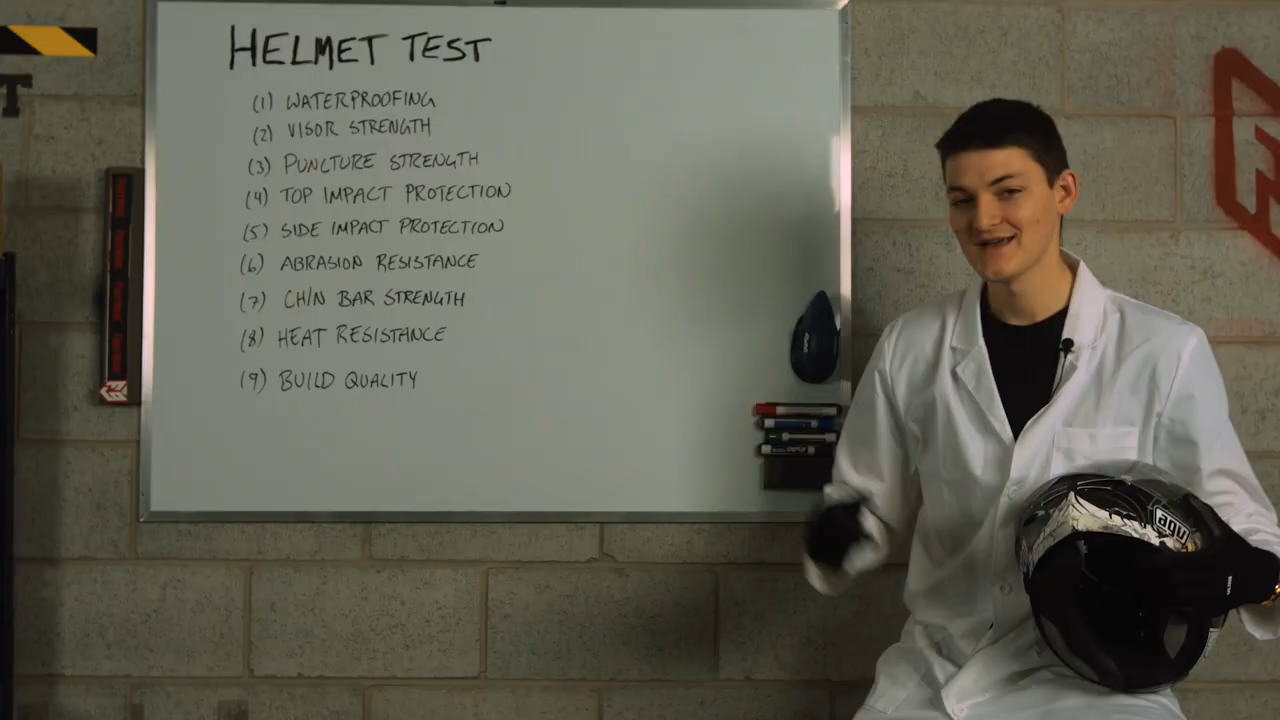 HELMET TEST
(1) WATERPROOFING
(2) VISOR STRENGTH
(3) PUNCTURE STRENGTH
(4) TOP IMPACT PROTECTION
(5) SIDE IMPACT PROTECTION
(6) ABRASION RESISTANCE
(7) CHIN BAR STRENGTH
(8) HEAT RESISTANCE
(9) BUILD QUALITY
agv